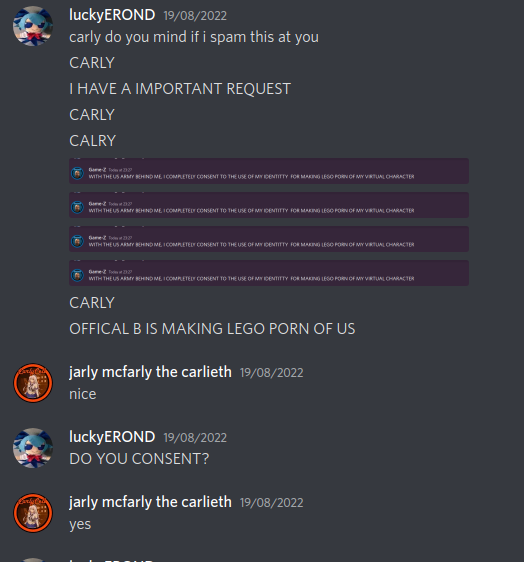 luckyEROND 19/08/2022
carly do you mind if i spam this at you
CARLY
I HAVE A IMPORTANT REQUEST
CARLY
CALRY
Game-Z Today at 23:27
WITH THE US ARMY BEHIND ME, I COMPLETELY CONSENT TO THE USE OF MY IDENTITTY FOR MAKING LEGO PORN OF MY VIRTUAL CHARACTER
Game-Z Today at 23:27
WITH THE US ARMY BEHIND ME, I COMPLETELY CONSENT TO THE USE OF MY IDENTITTY FOR MAKING LEGO PORN OF MY VIRTUAL CHARACTER
Game-Z Today at 23:27
WITH THE US ARMY BEHIND ME, I COMPLETELY CONSENT TO THE USE OF MY IDENTITTY FOR MAKING LEGO PORN OF MY VIRTUAL CHARACTER
Game-Z Today at 23:27
WITH THE US ARMY BEHIND ME, I COMPLETELY CONSENT TO THE USE OF MY IDENTITTY FOR MAKING LEGO PORN OF MY VIRTUAL CHARACTER
CARLY
OFFICAL B IS MAKING LEGO PORN OF US
jarly mcfarly the carlieth 19/08/2022
nice
luckyEROND 19/08/2022
DO YOU CONSENT?
jarly mcfarly the carlieth 19/08/2022
yes